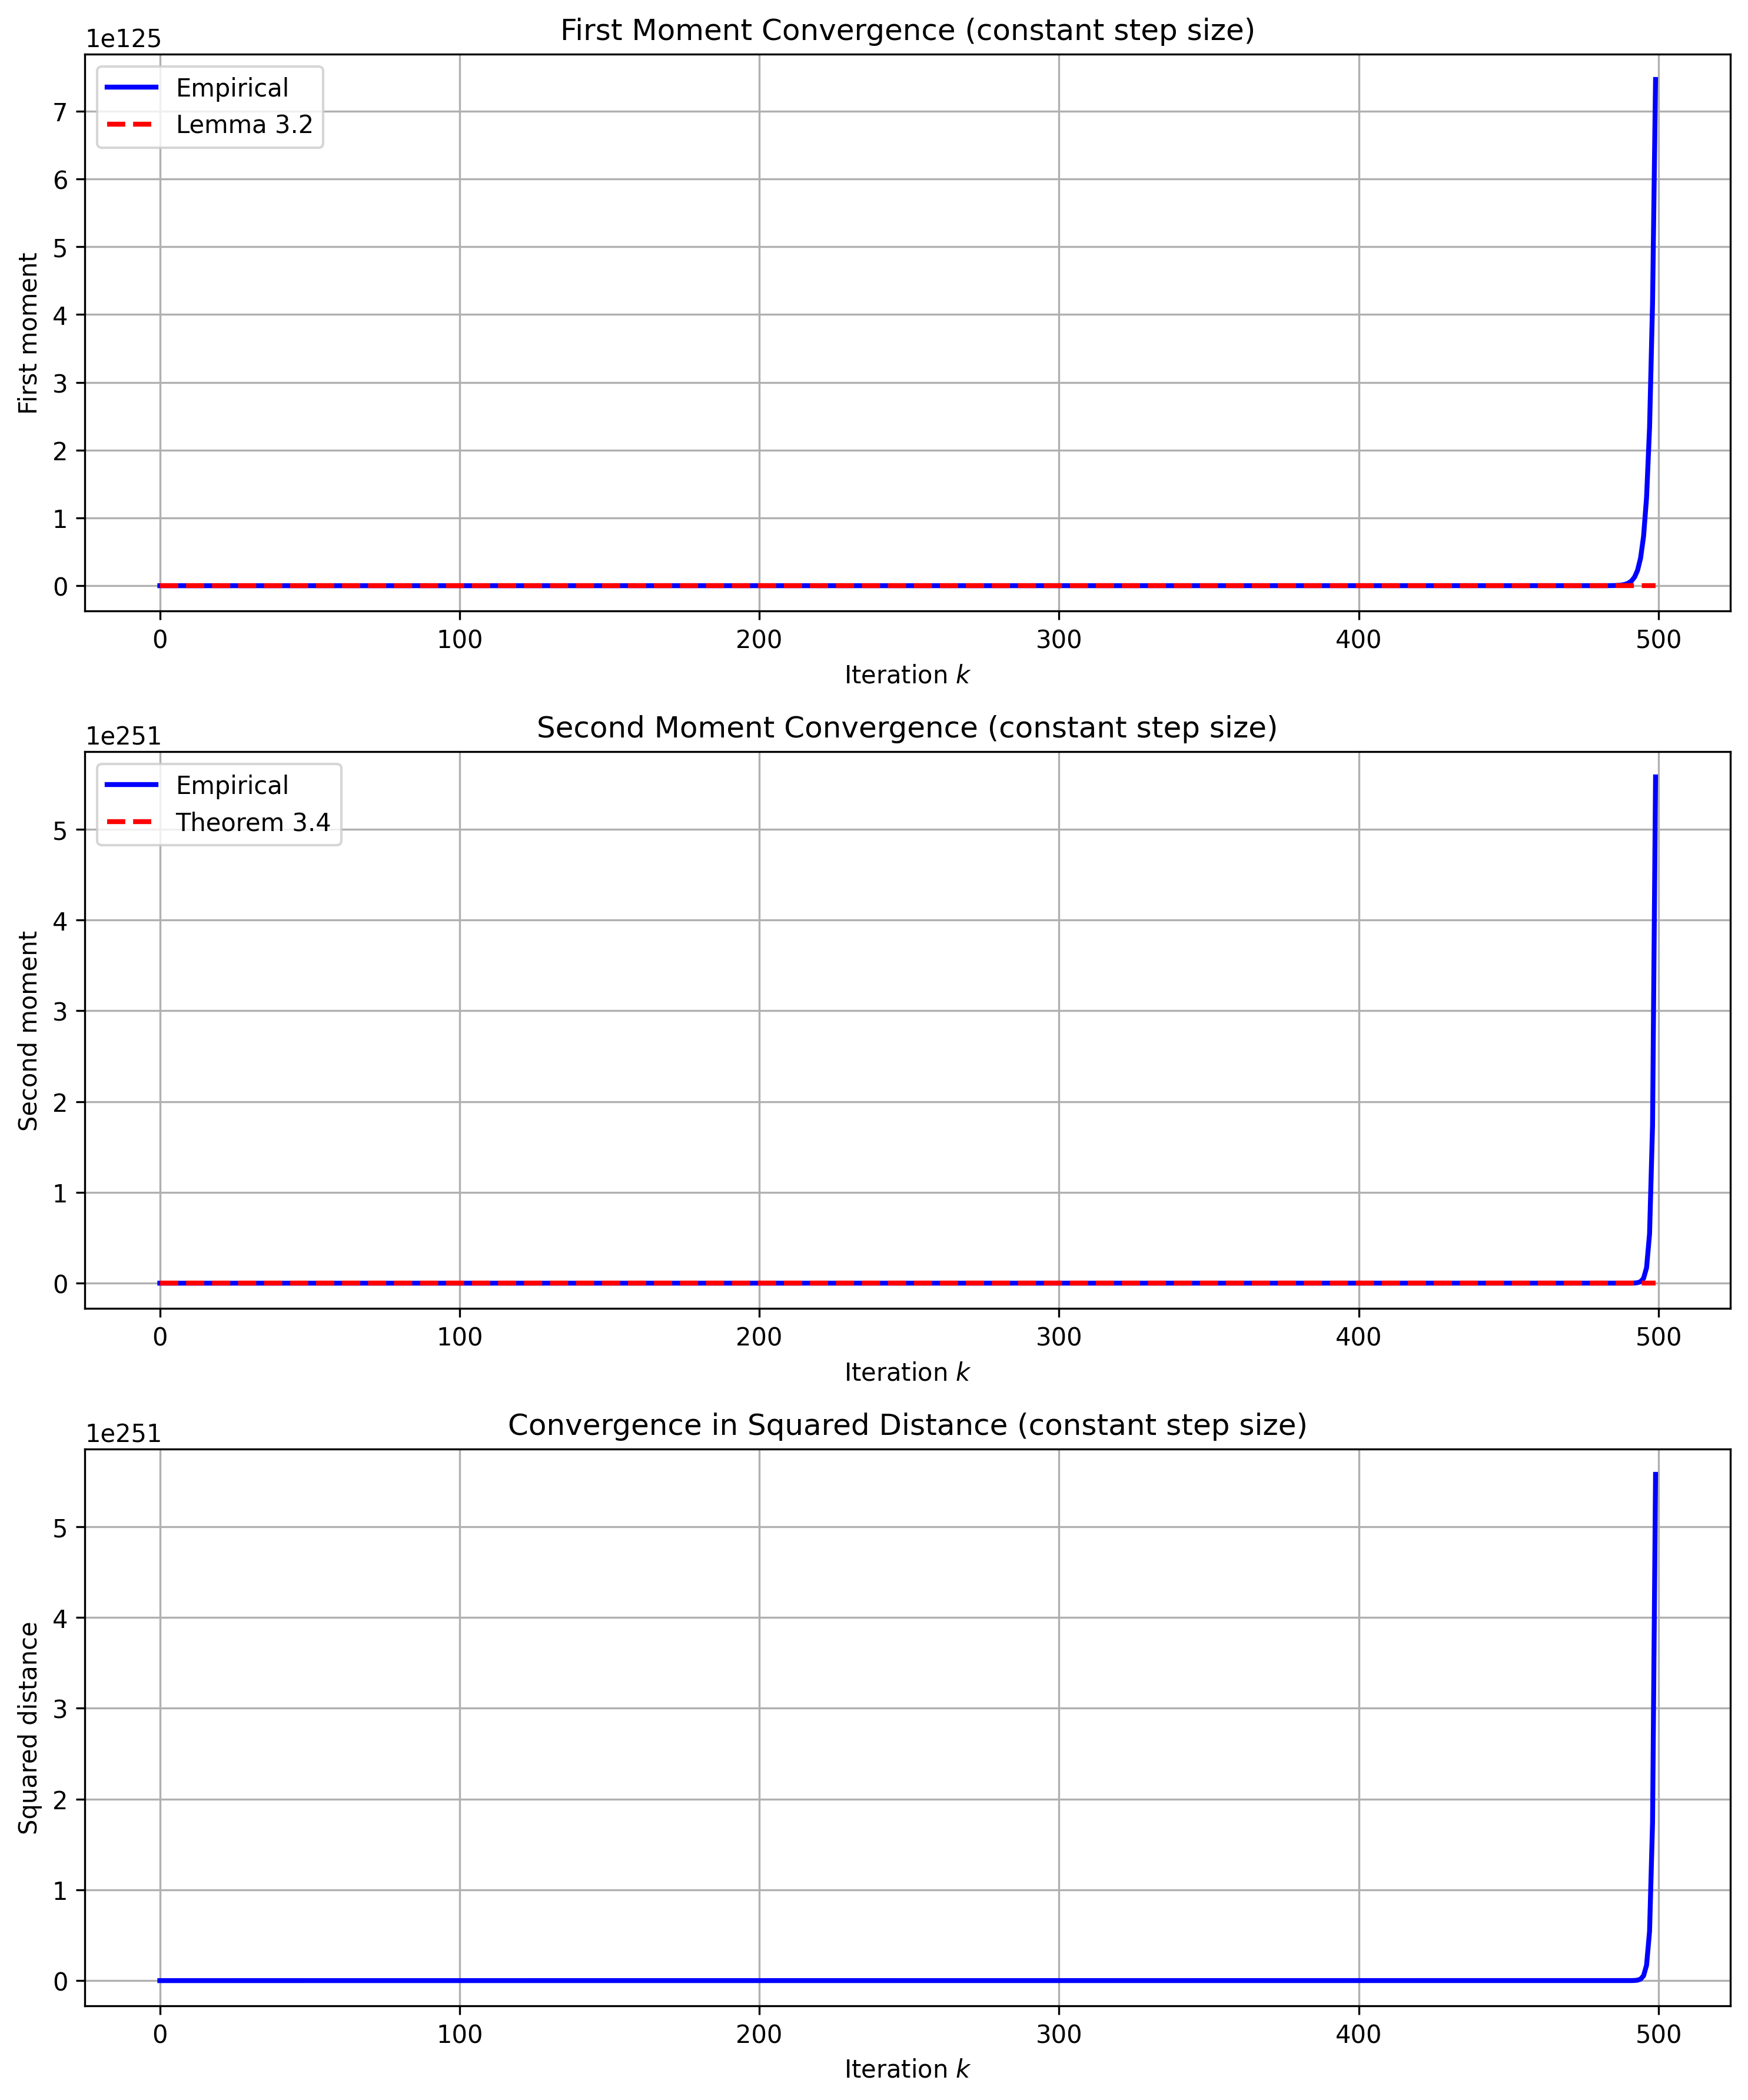 First Moment Convergence (constant step size)
1e125
Empirical
Lemma 3.2
First moment
7
6
5
4
3
2
1
0
0 100 200 300 400 500
Iteration k
Second Moment Convergence (constant step size)
1e251
Empirical
Theorem 3.4
Second moment
5
4
3
2
1
0
0 100 200 300 400 500
Iteration k
Convergence in Squared Distance (constant step size)
1e251
Squared distance
5
4
3
2
1
0
0 100 200 300 400 500
Iteration k